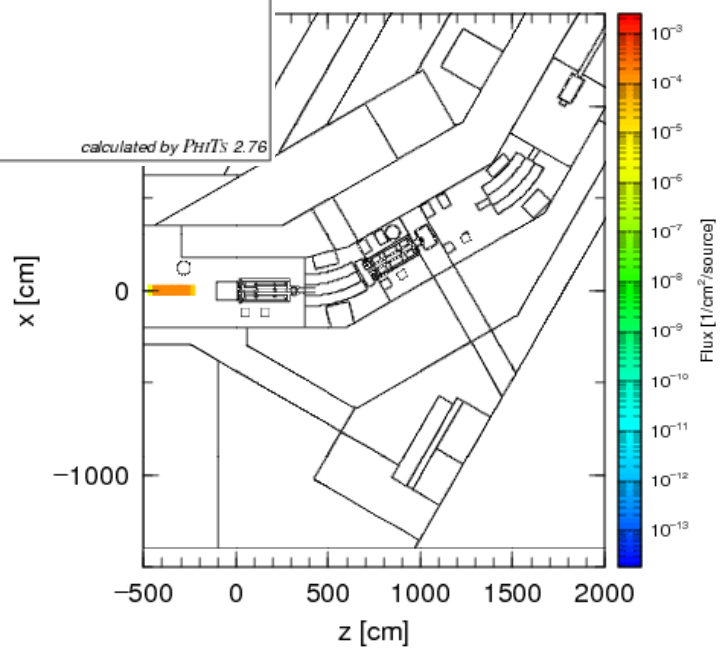 calculated by PHITS 2.76
x [cm]
0
−1000
−500 0 500 1000 1500 2000
z [cm]
10⁻³
10⁻⁴
10⁻⁵
10⁻⁶
10⁻⁷
10⁻⁸
10⁻⁹
10⁻¹⁰
10⁻¹¹
10⁻¹²
10⁻¹³
Flux [1/cm²/source]